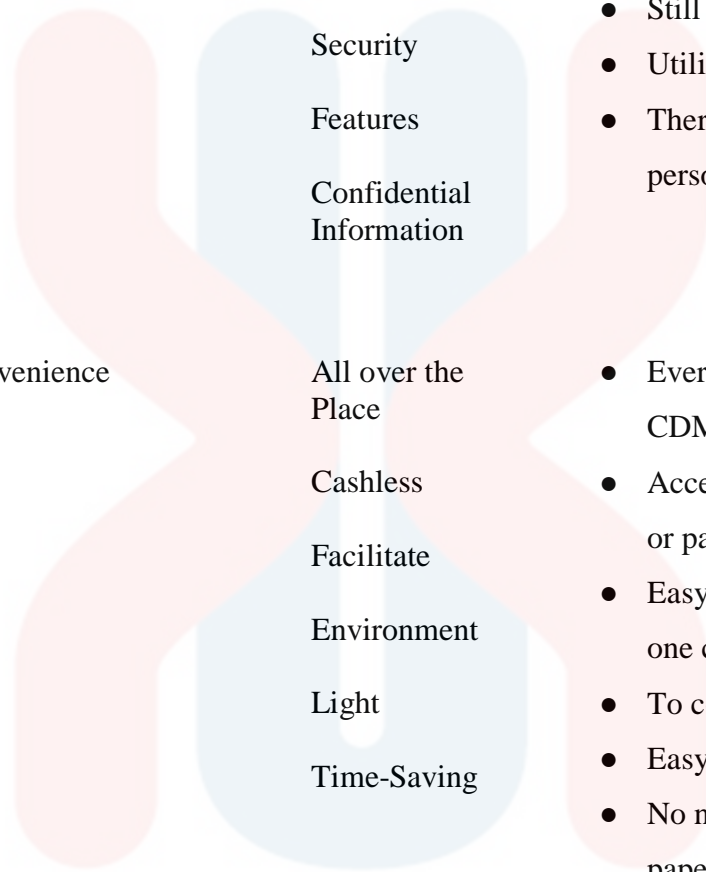 ● Still
Security
● Utili
Features
● Ther
perso
Confidential
Information
venience
All over the
Place
● Ever
CDM
Cashless
● Acce
or pa
Facilitate
● Easy
one c
Environment
Light
● To c
Time-Saving
● Easy
● No n
pape